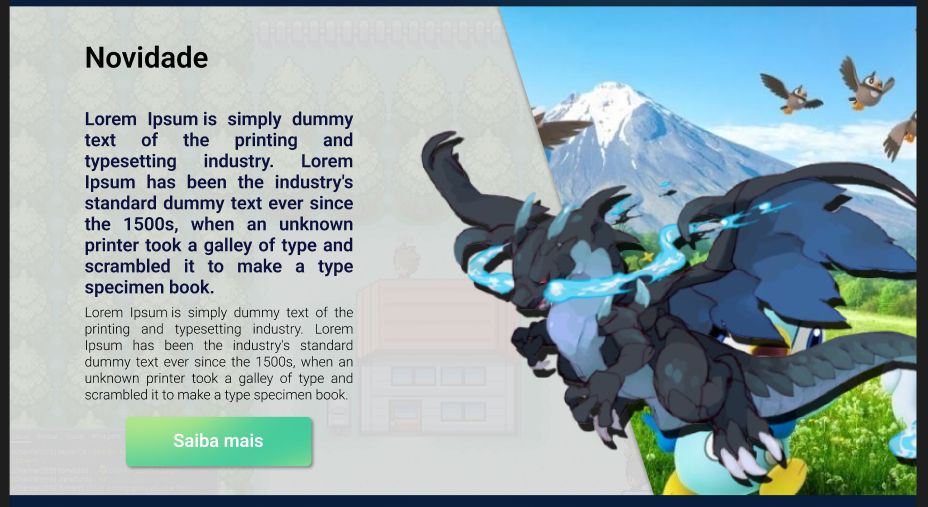 Novidade
Lorem Ipsum is simply dummy
text of the printing and
typesetting industry. Lorem
Ipsum has been the industry's
standard dummy text ever since
the 1500s, when an unknown
printer took a galley of type and
scrambled it to make a type
specimen book.
Lorem Ipsum is simply dummy text of the
printing and typesetting industry. Lorem
Ipsum has been the industry's standard
dummy text ever since the 1500s, when an
unknown printer took a galley of type and
scrambled it to make a type specimen book.
Saiba mais